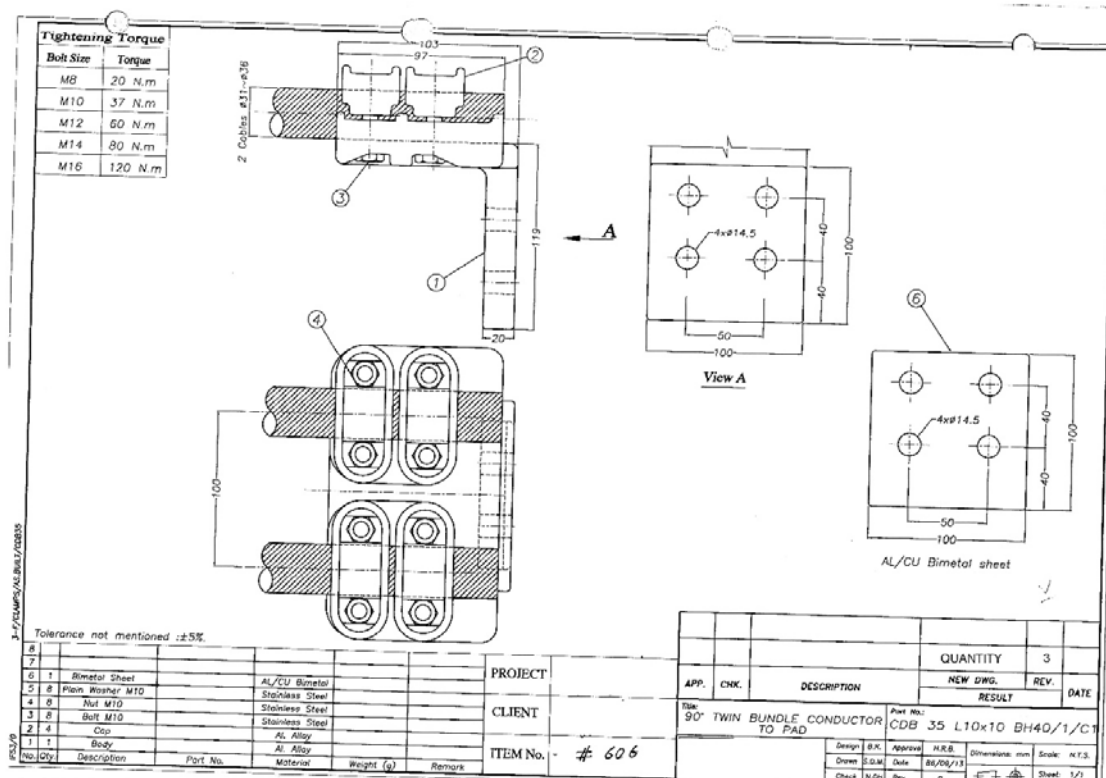 Tightening Torque
Bolt Size Torque
M8 20 N.m
M10 37 N.m
M12 60 N.m
M14 80 N.m
M16 120 N.m
103
97
2
2 Cables ø31~ø36
3
119
A
1
20
4
100
4xø14.5
40
40
100
50
100
View A
6
4xø14.5
40
40
100
50
100
AL/CU Bimetal sheet
Tolerance not mentioned :±5%
8
7
6 1 Bimetal Sheet AL/CU Bimetal
5 8 Plain Washer M10 Stainless Steel
4 8 Nut M10 Stainless Steel
3 8 Bolt M10 Stainless Steel
2 4 Cap AL Alloy
1 1 Body Al. Alloy
No. Qty. Description Part No. Material Weight (g) Remark
PROJECT
CLIENT
ITEM No. - # 606
QUANTITY 3
APP. CHK. DESCRIPTION NEW DWG. REV. DATE
RESULT
Title: 90° TWIN BUNDLE CONDUCTOR TO PAD
Part No.: CDB 35 L10x10 BH40/1/C1
Design B.K. Approve H.R.B. Dimensions: mm Scale: N.T.S.
Drawn S.D.M. Date
Check Sheet: 1/1